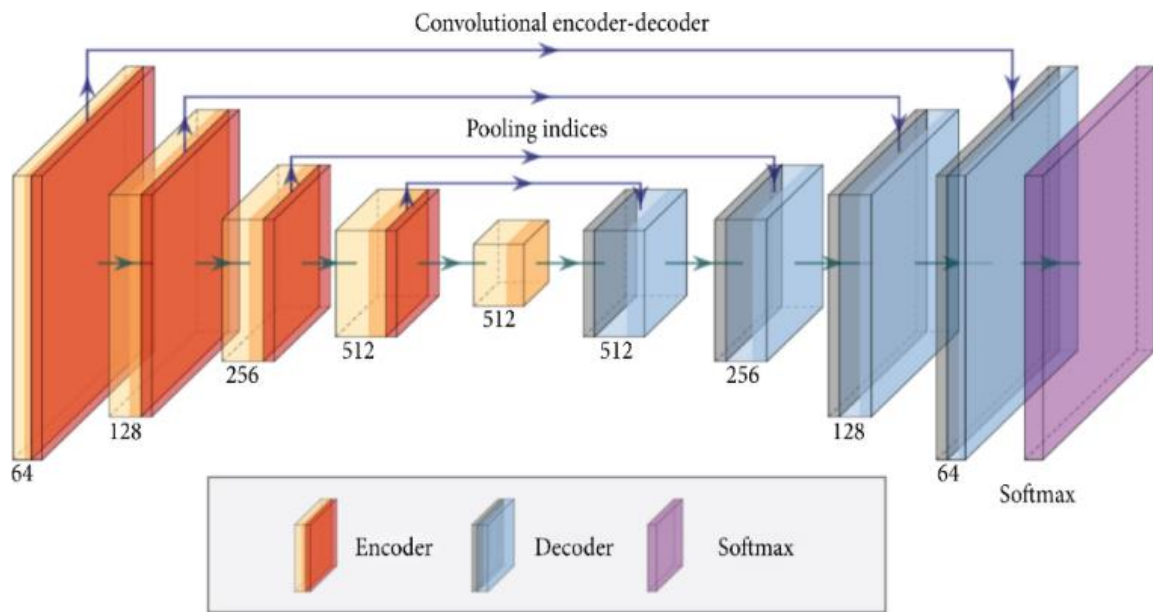 Convolutional encoder-decoder
Pooling indices
64
128
256
512
512
512
256
128
64
Softmax
Encoder
Decoder
Softmax